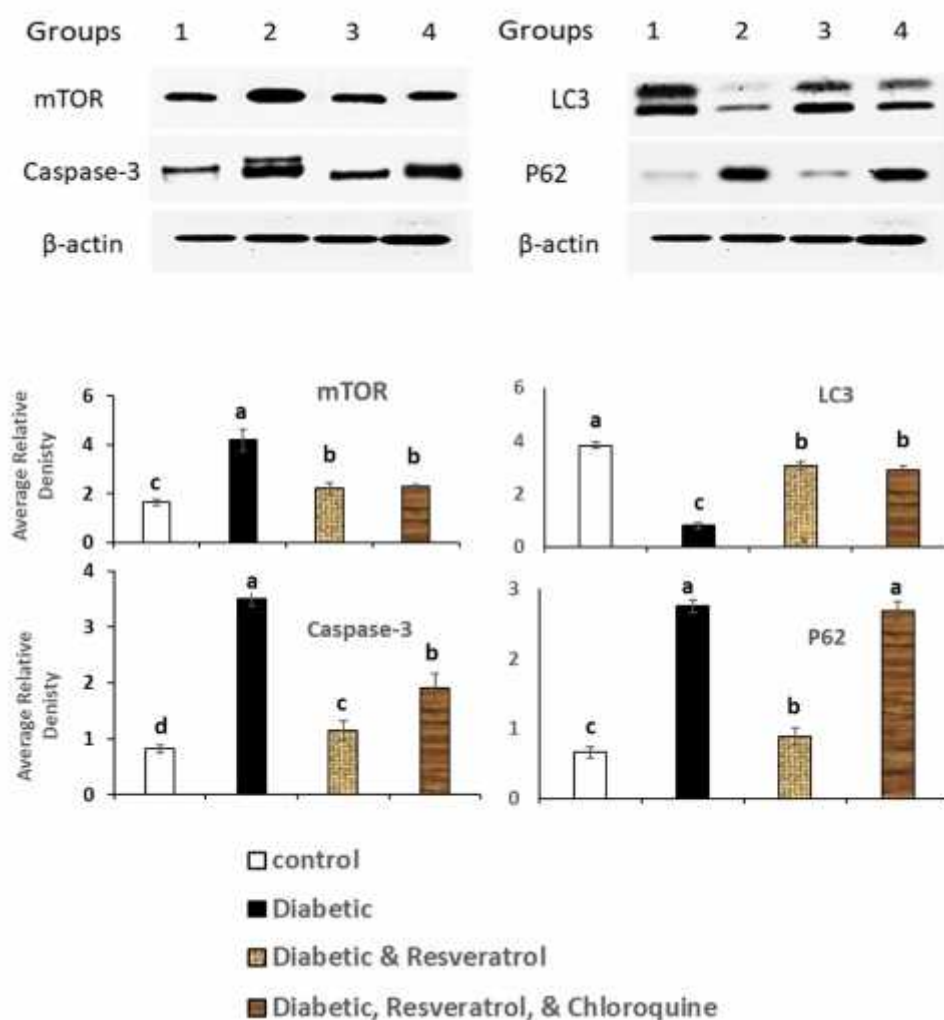 Groups 1 2 3 4
mTOR
Caspase-3
β-actin
Groups 1 2 3 4
LC3
P62
β-actin
mTOR
Average Relative
Denisty
6
4
2
0
c
a
b
b
LC3
6
4
2
0
a
c
b
b
Caspase-3
Average Relative
Denisty
4
3
2
1
0
d
a
c
b
P62
3
2
1
0
c
a
b
a
control
Diabetic
Diabetic & Resveratrol
Diabetic, Resveratrol, & Chloroquine